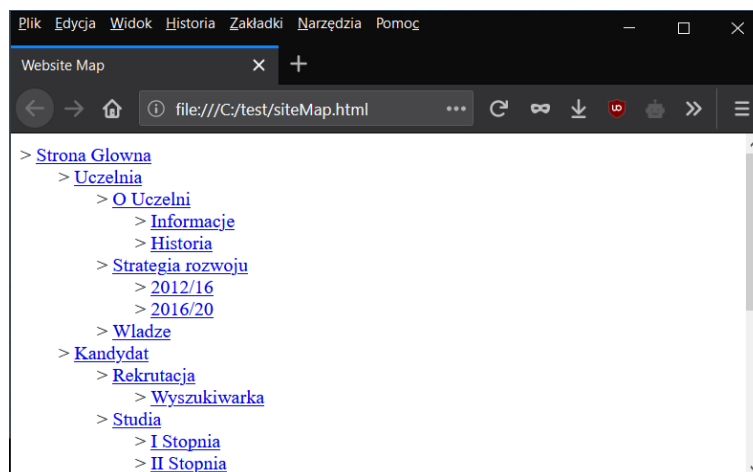 Plik Edycja Widok Historia Zakładki Narzędzia Pomoc
Website Map
file:///C:/test/siteMap.html
> Strona Glowna
> Uczelnia
> O Uczelni
> Informacje
> Historia
> Strategia rozwoju
> 2012/16
> 2016/20
> Wladze
> Kandydat
> Rekrutacja
> Wyszukiwarka
> Studia
> I Stopnia
> II Stopnia